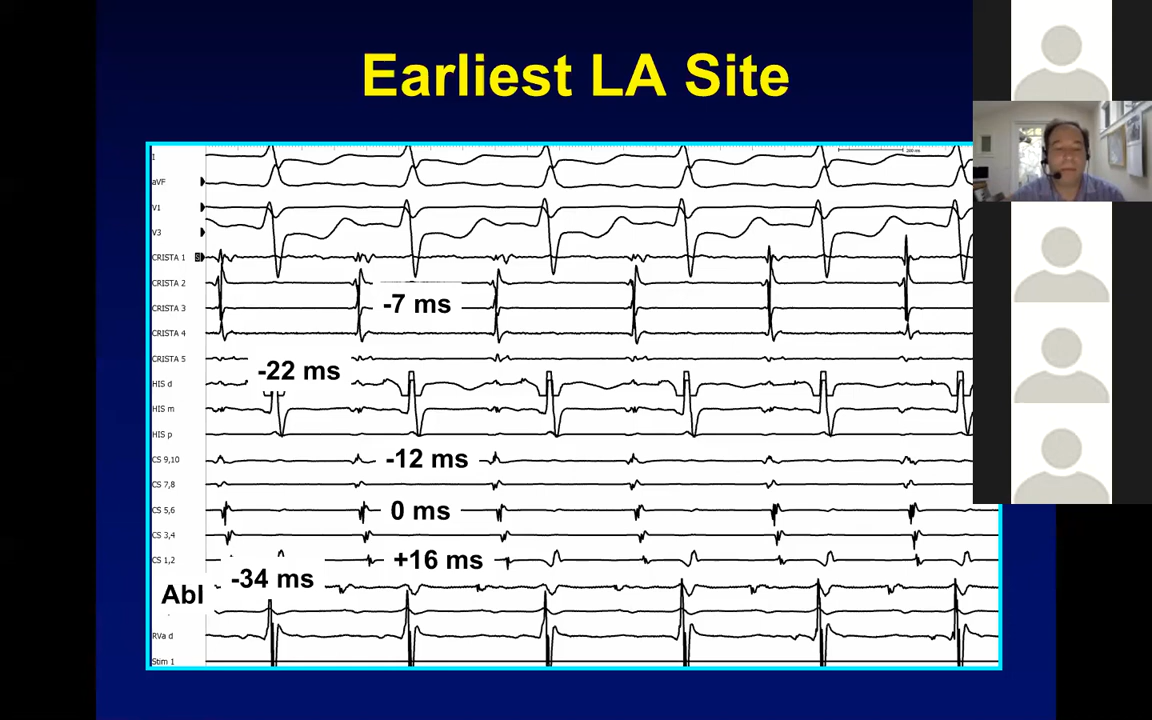 Earliest LA Site
I
200 ms
aVF
V1
V3
CRISTA 1
CRISTA 2
-7 ms
CRISTA 3
CRISTA 4
CRISTA 5
-22 ms
HIS d
HIS m
HIS p
CS 9,10
-12 ms
CS 7,8
CS 5,6
0 ms
CS 3,4
CS 1,2
+16 ms
-34 ms
Abl
RVa d
Stim 1